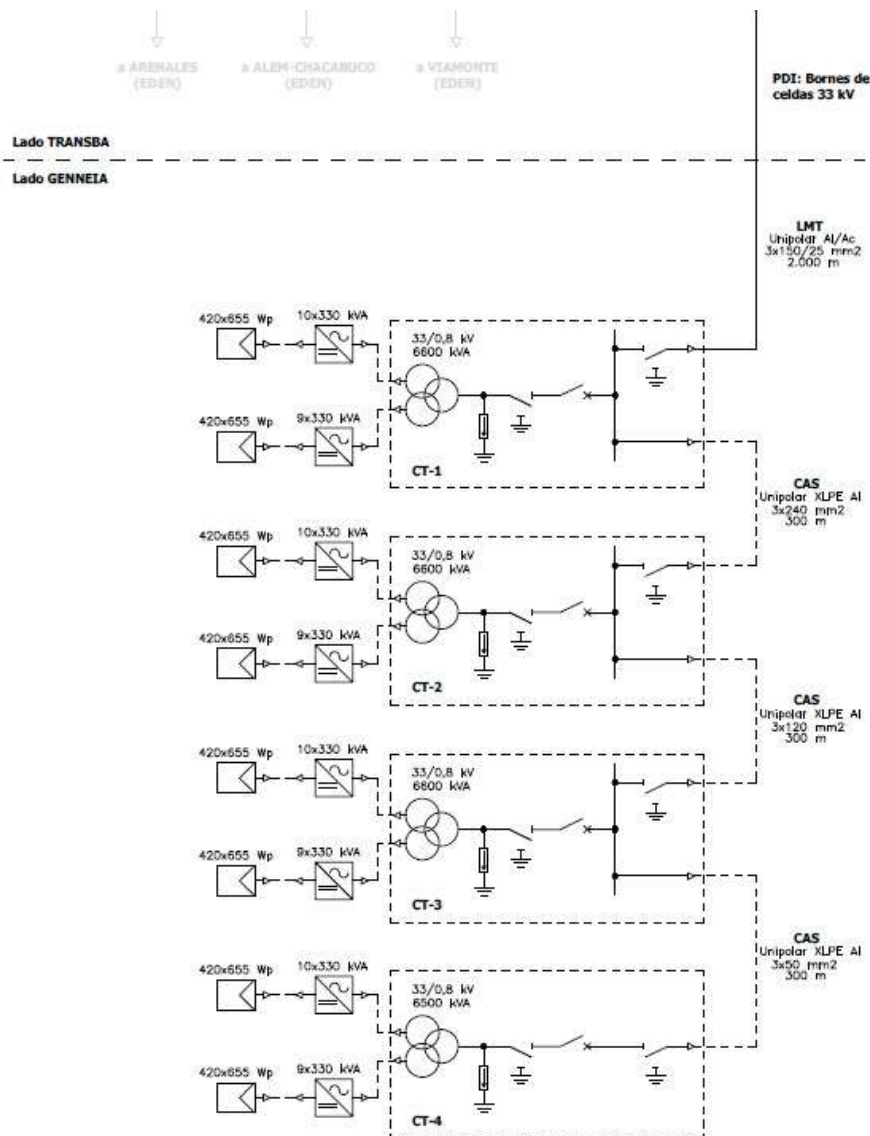 a ARENALES
(EDEN)
a ALEM-CHACABUCO
(EDEN)
a VIAMONTE
(EDEN)
PDI: Bornes de
celdas 33 kV
Lado TRANSBA
Lado GENNEIA
LMT
Unipolar Al/Ac
3x150/25 mm2
2.000 m
420x655 Wp
10x330 kVA
33/0,8 kV
6600 kVA
420x655 Wp
9x330 kVA
CT-1
CAS
Unipolar XLPE Al
3x240 mm2
300 m
420x655 Wp
10x330 kVA
33/0,8 kV
6600 kVA
420x655 Wp
9x330 kVA
CT-2
CAS
Unipolar XLPE Al
3x120 mm2
300 m
420x655 Wp
10x330 kVA
33/0,8 kV
6600 kVA
420x655 Wp
9x330 kVA
CT-3
CAS
Unipolar XLPE Al
3x50 mm2
300 m
420x655 Wp
10x330 kVA
33/0,8 kV
6500 kVA
420x655 Wp
9x330 kVA
CT-4